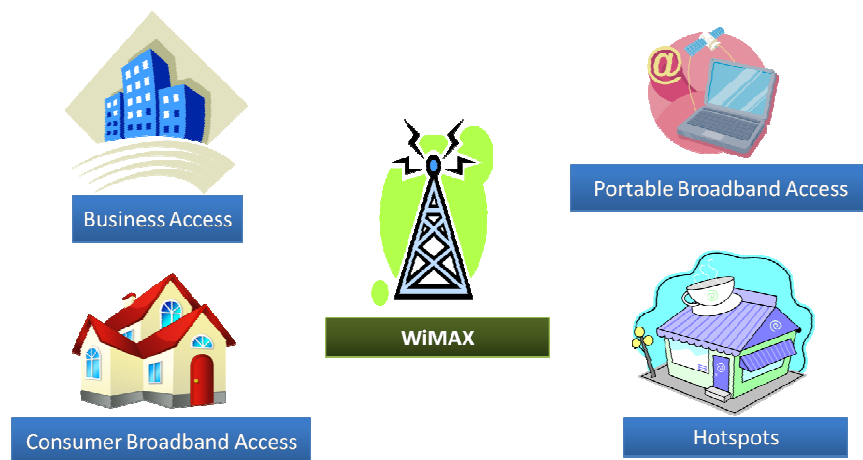 Business Access
Portable Broadband Access
@
WiMAX
Consumer Broadband Access
Hotspots